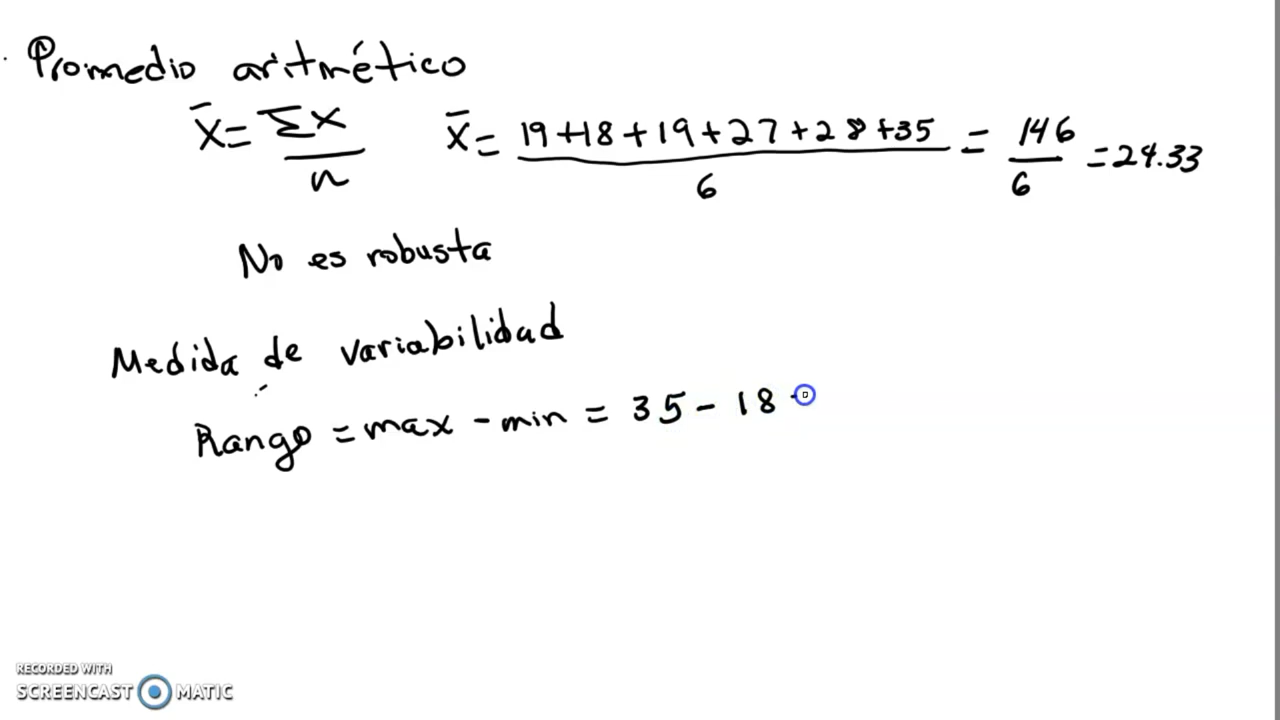 Promedio aritmético
X̄ = ΣX / n    X̄ = 19+18+19+27+28+35 / 6 = 146 / 6 = 24.33
No es robusta
Medida de variabilidad
Rango = max - min = 35 - 18
RECORDED WITH
SCREENCAST MATIC